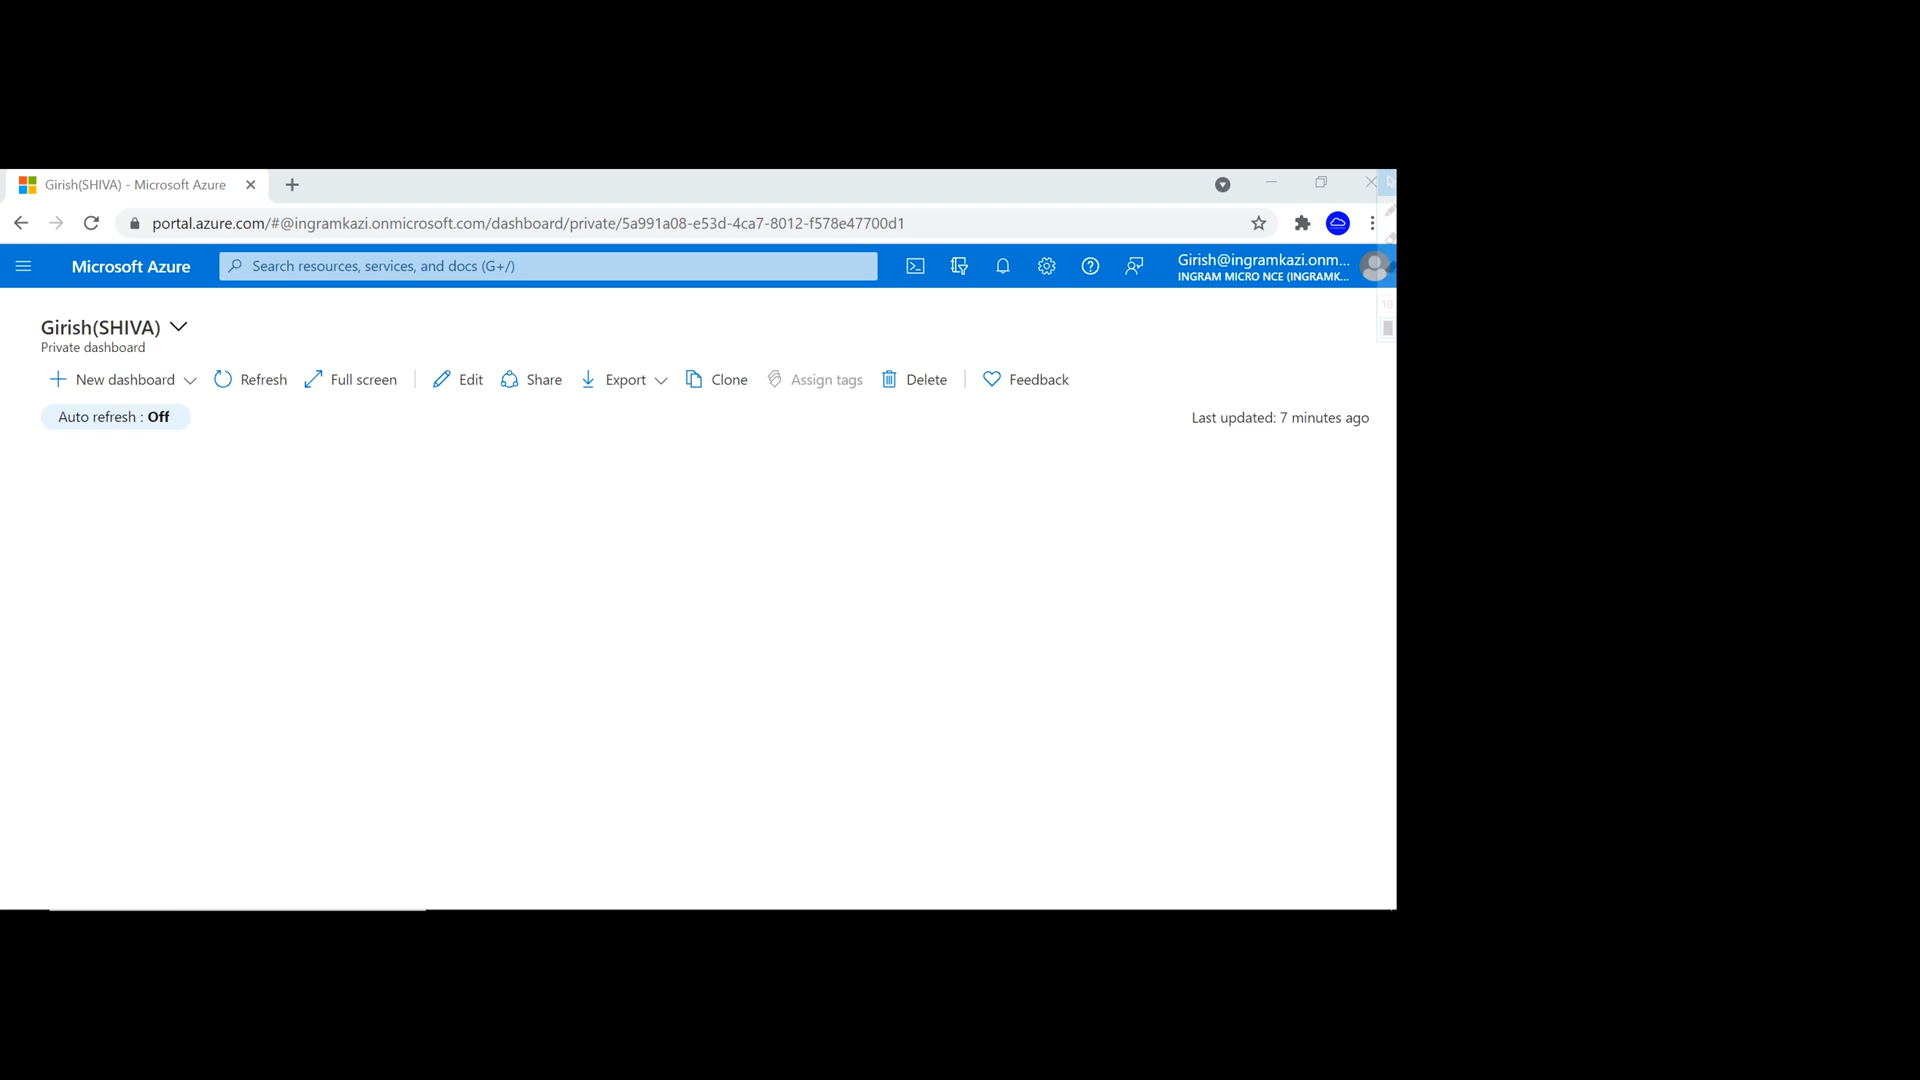 Girish(SHIVA) - Microsoft Azure
portal.azure.com/#@ingramkazi.onmicrosoft.com/dashboard/private/5a991a08-e53d-4ca7-8012-f578e47700d1
Microsoft Azure
Search resources, services, and docs (G+/)
Girish@ingramkazi.onm...
INGRAM MICRO NCE (INGRAMK...
10
Girish(SHIVA)
Private dashboard
New dashboard
Refresh
Full screen
Edit
Share
Export
Clone
Assign tags
Delete
Feedback
Auto refresh : Off
Last updated: 7 minutes ago